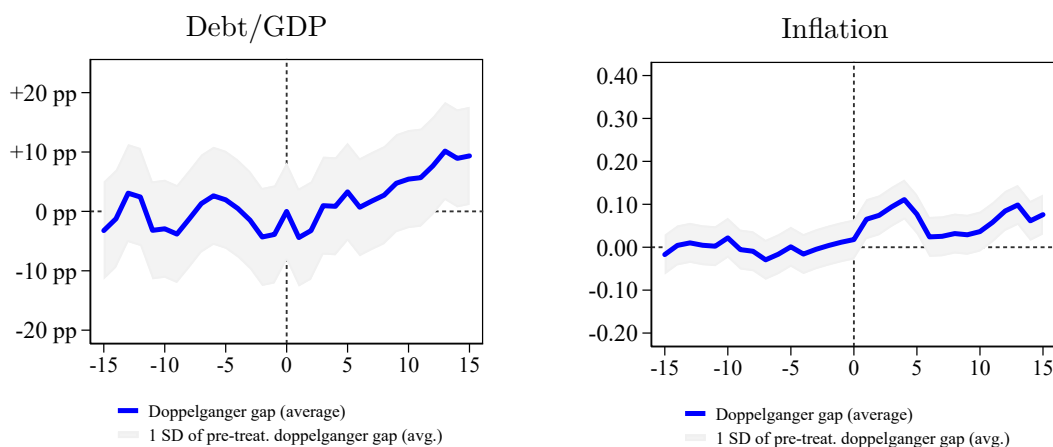 Debt/GDP
+20 pp
+10 pp
0 pp
-10 pp
-20 pp
-15 -10 -5 0 5 10 15
Doppelganger gap (average)
1 SD of pre-treat. doppelganger gap (avg.)
Inflation
0.40
0.30
0.20
0.10
0.00
-0.10
-0.20
-15 -10 -5 0 5 10 15
Doppelganger gap (average)
1 SD of pre-treat. doppelganger gap (avg.)